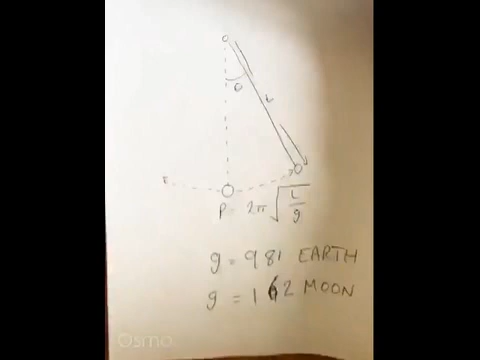 θ
L
P = 2π √(L/g)
g = 9 81 EARTH
g = 1 62 MOON
Osmo